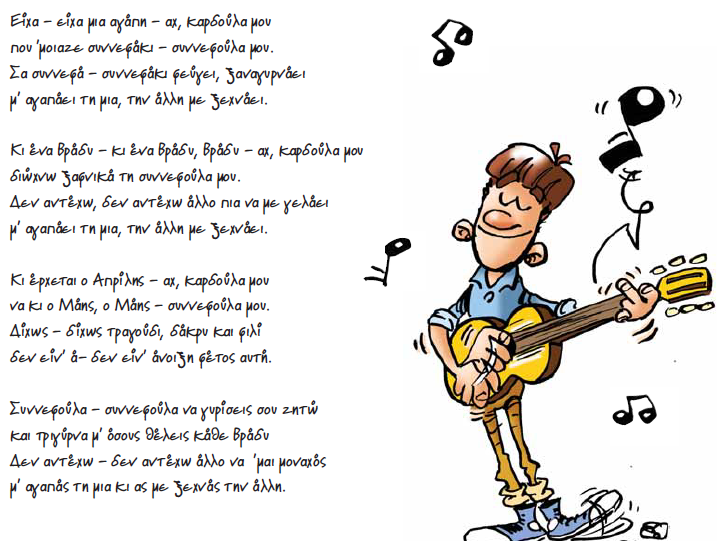 Είχα – είχα μια αγάπη – αχ, καρδούλα μου
που 'μοιαζε συννεφάκι – συννεφούλα μου.
Σα συννεφά – συννεφάκι φεύγει, ξαναγυρνάει
μ' αγαπάει τη μια, την άλλη με ξεχνάει.
Κι ένα βράδυ – κι ένα βράδυ, βράδυ – αχ, καρδούλα μου
διώχνω ξαφνικά τη συννεφούλα μου.
Δεν αντέχω, δεν αντέχω άλλο πια να με γελάει
μ' αγαπάει τη μια, την άλλη με ξεχνάει.
Κι έρχεται ο Απρίλης – αχ, καρδούλα μου
να κι ο Μάης, ο Μάης – συννεφούλα μου.
Δίχως – δίχως τραγούδι, δάκρυ και φιλί
δεν είν' ά– δεν είν' άνοιξη φέτος αυτή.
Συννεφούλα – συννεφούλα να γυρίσεις σου ζητώ
και τριγύρνα μ' όσους θέλεις κάθε βράδυ
Δεν αντέχω – δεν αντέχω άλλο να 'μαι μοναχός
μ' αγαπάς τη μια κι ας με ξεχνάς την άλλη.